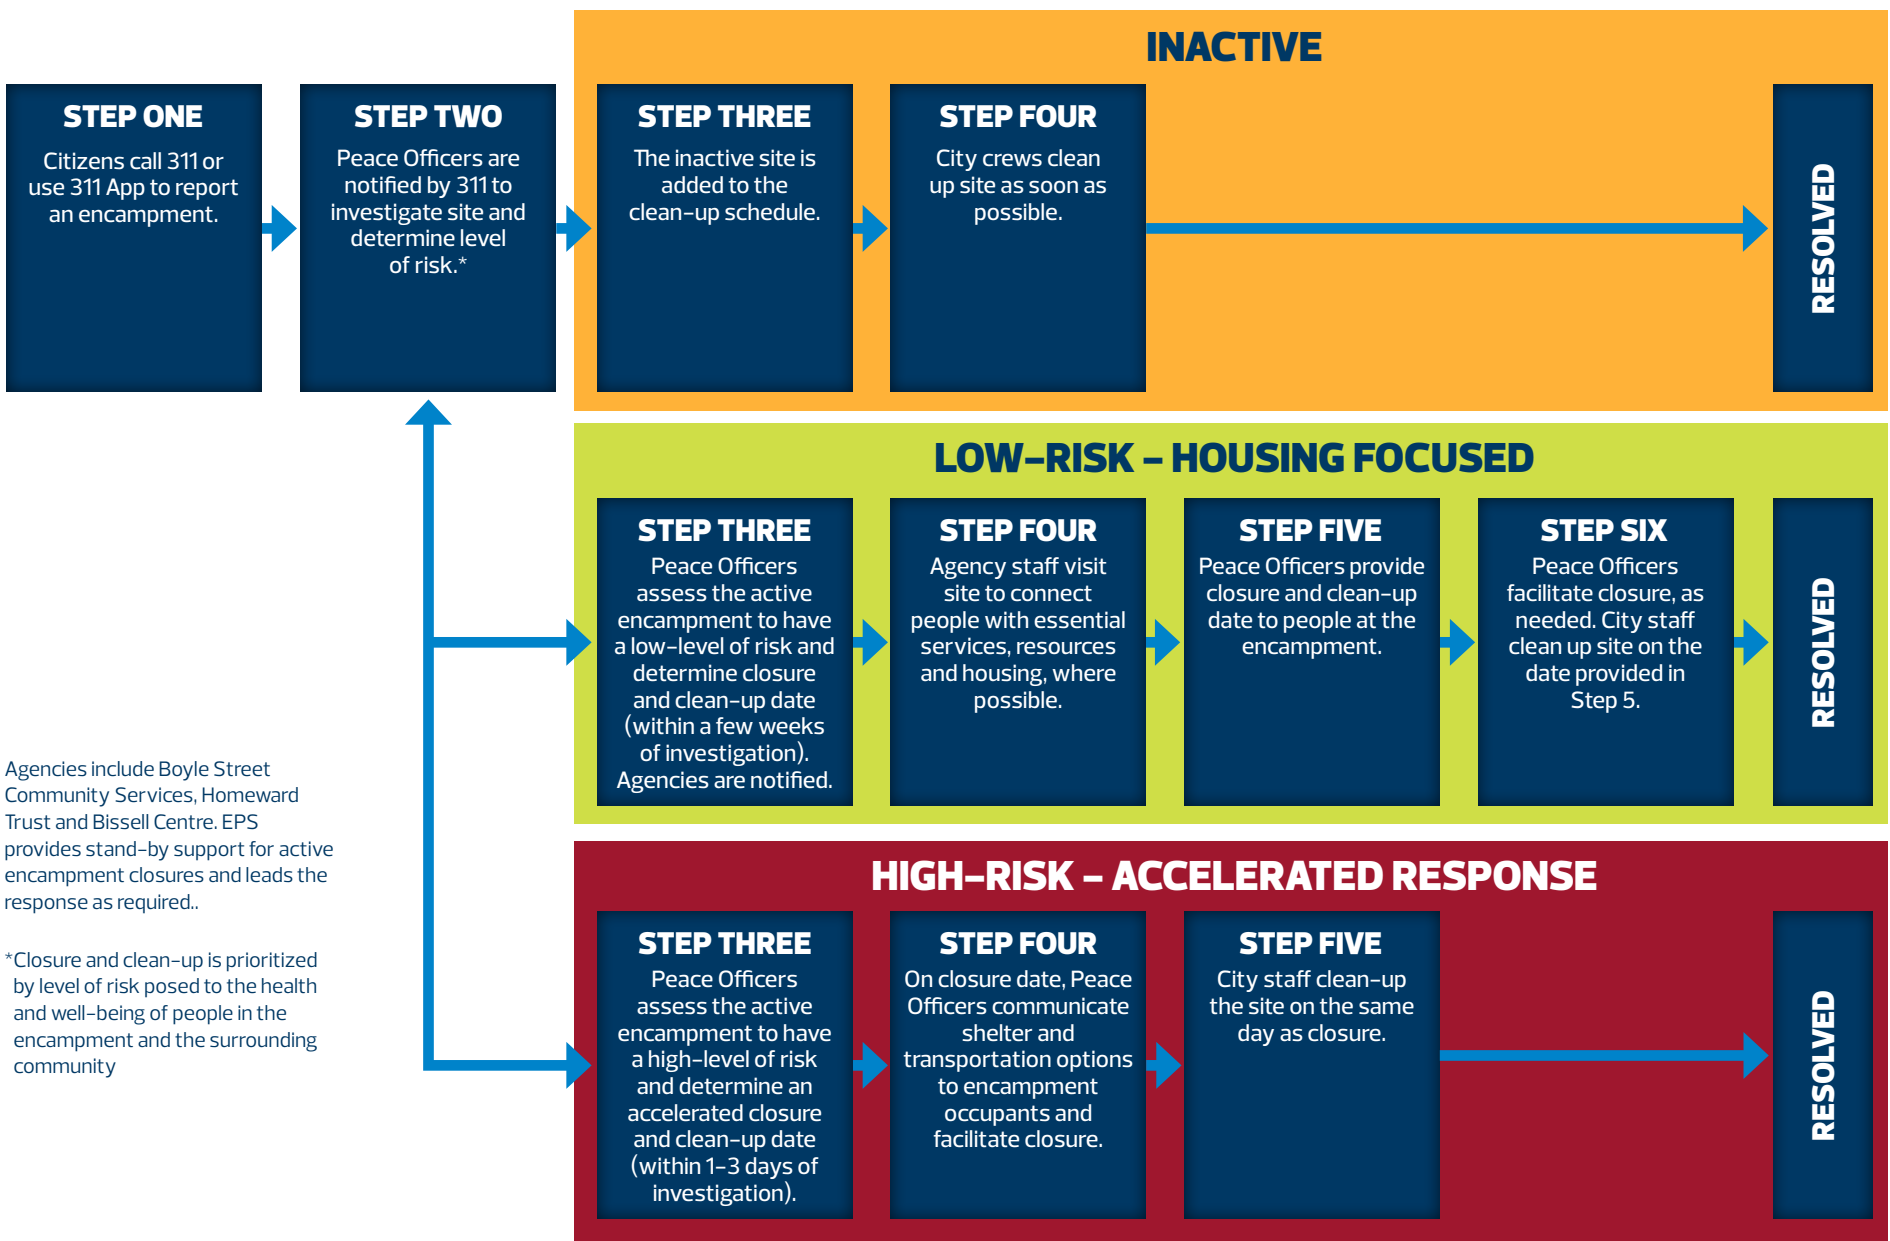 INACTIVE
STEP ONE
Citizens call 311 or
use 311 App to report
an encampment.
STEP TWO
Peace Officers are
notified by 311 to
investigate site and
determine level
of risk.*
STEP THREE
The inactive site is
added to the
clean-up schedule.
STEP FOUR
City crews clean
up site as soon as
possible.
RESOLVED
LOW-RISK – HOUSING FOCUSED
STEP THREE
Peace Officers
assess the active
encampment to have
a low-level of risk and
determine closure
and clean-up date
(within a few weeks
of investigation).
Agencies are notified.
STEP FOUR
Agency staff visit
site to connect
people with essential
services, resources
and housing, where
possible.
STEP FIVE
Peace Officers provide
closure and clean-up
date to people at the
encampment.
STEP SIX
Peace Officers
facilitate closure, as
needed. City staff
clean up site on the
date provided in
Step 5.
RESOLVED
Agencies include Boyle Street
Community Services, Homeward
Trust and Bissell Centre. EPS
provides stand-by support for active
encampment closures and leads the
response as required..
*Closure and clean-up is prioritized
by level of risk posed to the health
and well-being of people in the
encampment and the surrounding
community
HIGH-RISK – ACCELERATED RESPONSE
STEP THREE
Peace Officers
assess the active
encampment to have
a high-level of risk
and determine an
accelerated closure
and clean-up date
(within 1-3 days of
investigation).
STEP FOUR
On closure date, Peace
Officers communicate
shelter and
transportation options
to encampment
occupants and
facilitate closure.
STEP FIVE
City staff clean-up
the site on the same
day as closure.
RESOLVED